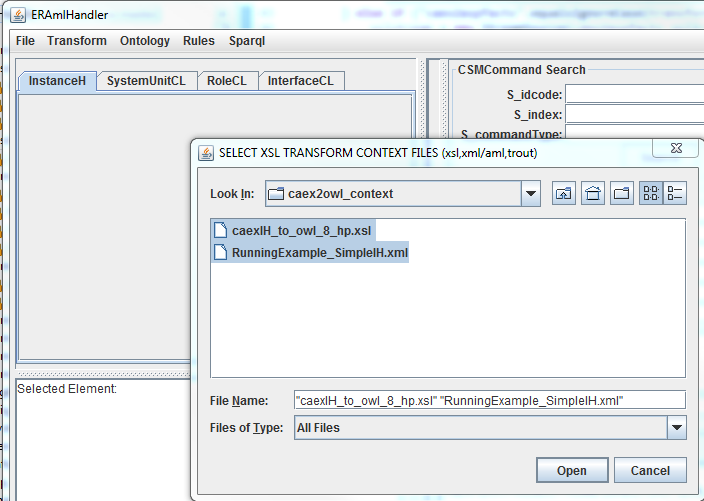 ERAmlHandler
File Transform Ontology Rules Sparql
InstanceH SystemUnitCL RoleCL InterfaceCL
CSMCommand Search
S_idcode:
S_index:
S_commandType:
SELECT XSL TRANSFORM CONTEXT FILES (xsl,xml/aml,trout)
Look In: caex2owl_context
caexIH_to_owl_8_hp.xsl
RunningExample_SimpleIH.xml
Selected Element:
File Name: "caexIH_to_owl_8_hp.xsl" "RunningExample_SimpleIH.xml"
Files of Type: All Files
Open Cancel